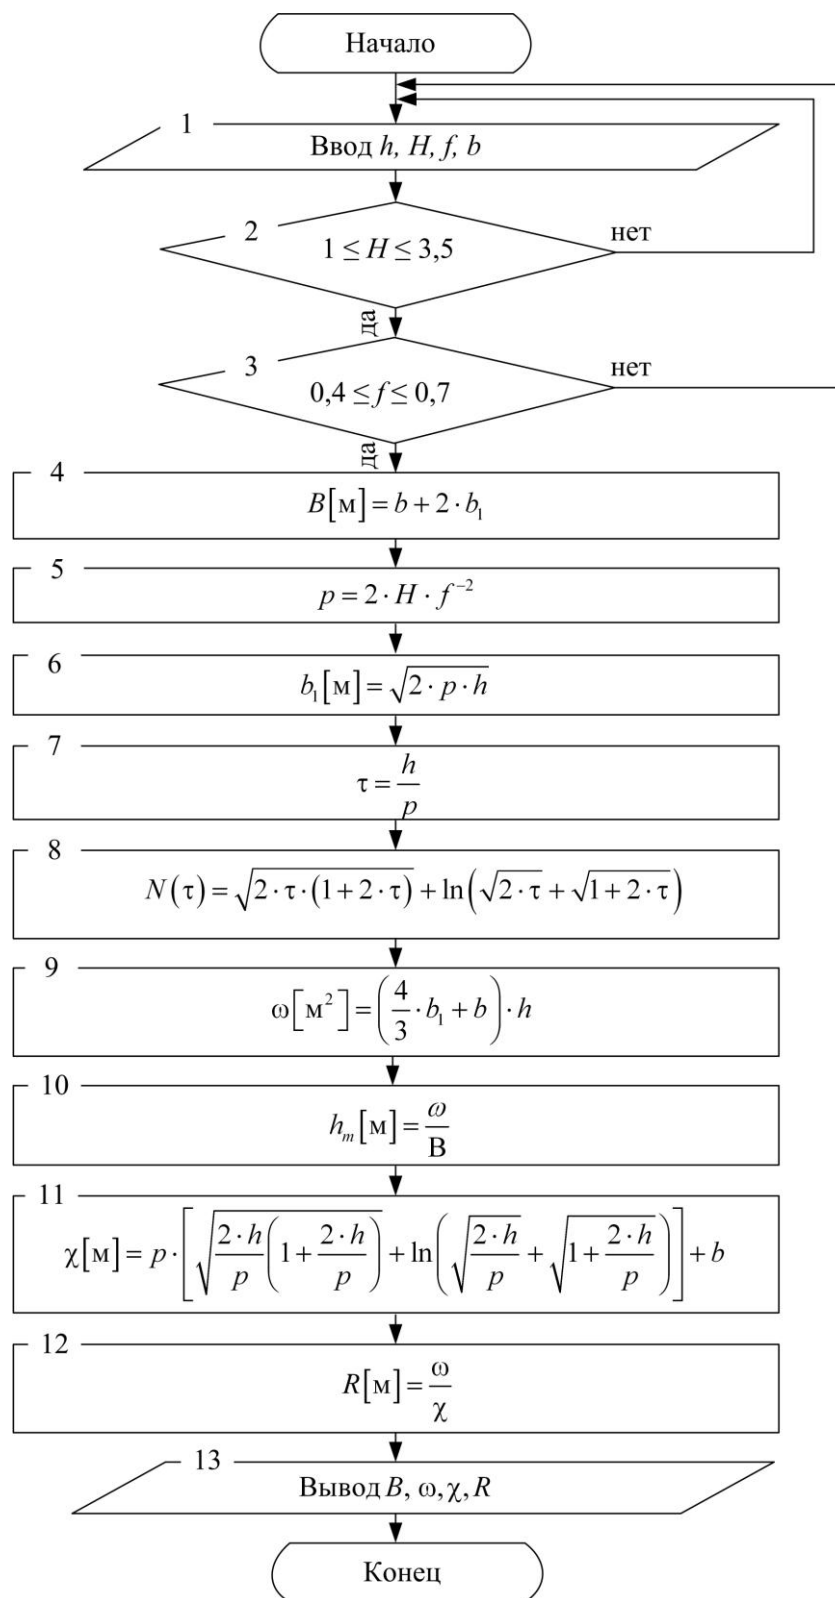 Начало
1
Ввод h, H, f, b
2
1 ≤ H ≤ 3,5
нет
да
3
0,4 ≤ f ≤ 0,7
нет
да
4
B[м] = b + 2 · b₁
5
p = 2 · H · f⁻²
6
b₁[м] = √(2 · p · h)
7
τ = h/p
8
N(τ) = √(2 · τ · (1 + 2 · τ)) + ln(√(2 · τ) + √(1 + 2 · τ))
9
ω[м²] = (4/3 · b₁ + b) · h
10
hₘ[м] = ω/В
11
χ[м] = p · [√(2 · h/p (1 + 2 · h/p)) + ln(√(2 · h/p) + √(1 + 2 · h/p))] + b
12
R[м] = ω/χ
13
Вывод B, ω, χ, R
Конец